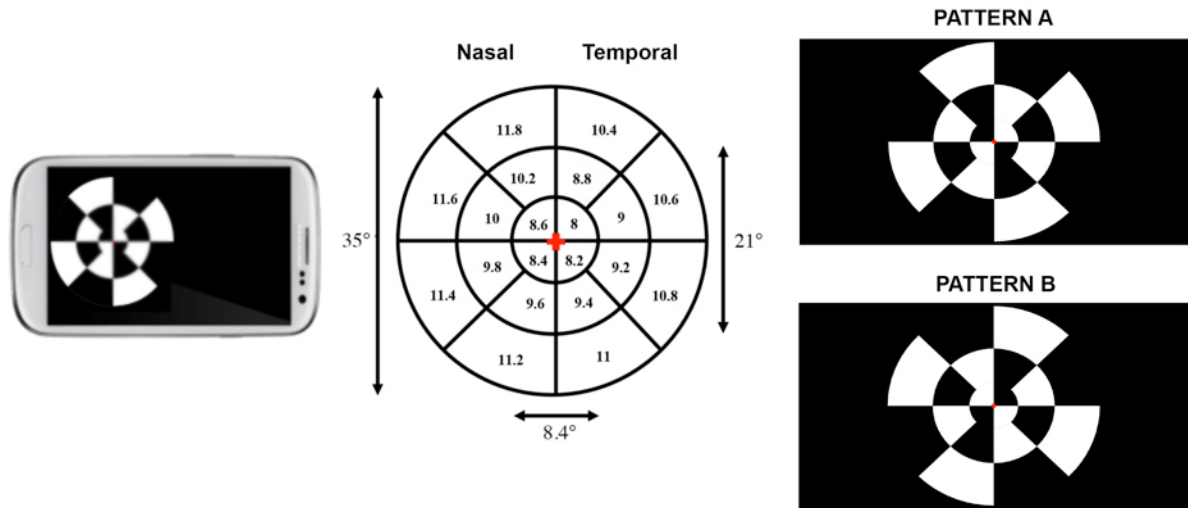 PATTERN A
Nasal Temporal
11.8 10.4
11.6 10.2 8.8 10.6
10 8.6 8 9
35° 21°
9.8 8.4 8.2 9.2
11.4 9.6 9.4 10.8
11.2 11
8.4°
PATTERN B